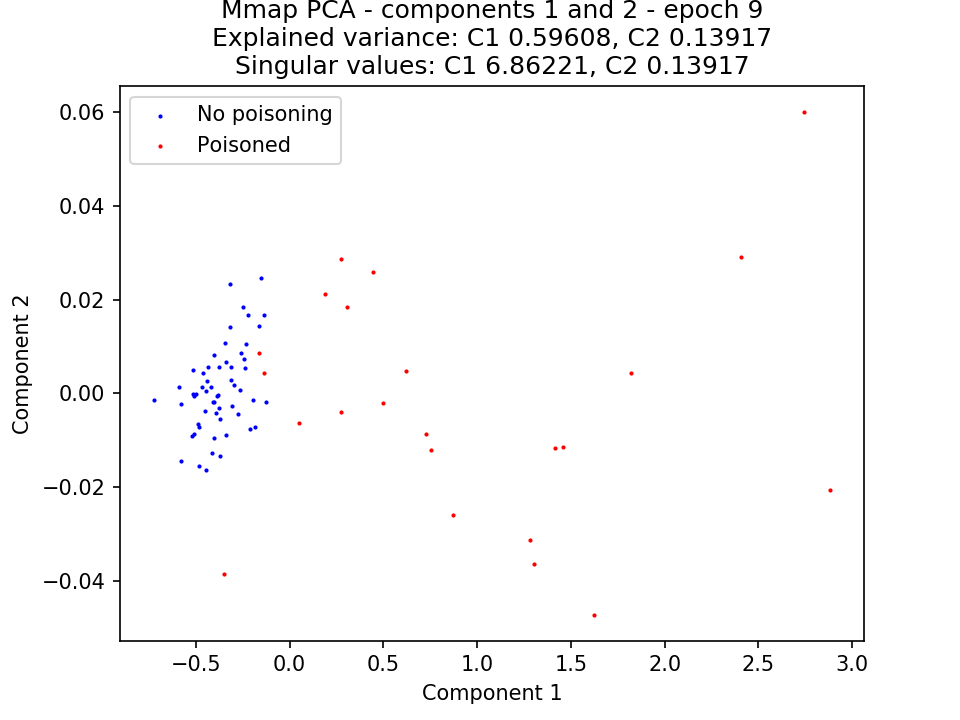 Mmap PCA - components 1 and 2 - epoch 9
Explained variance: C1 0.59608, C2 0.13917
Singular values: C1 6.86221, C2 0.13917
No poisoning
Poisoned
0.06
0.04
0.02
0.00
−0.02
−0.04
Component 2
−0.5
0.0
0.5
1.0
1.5
2.0
2.5
3.0
Component 1